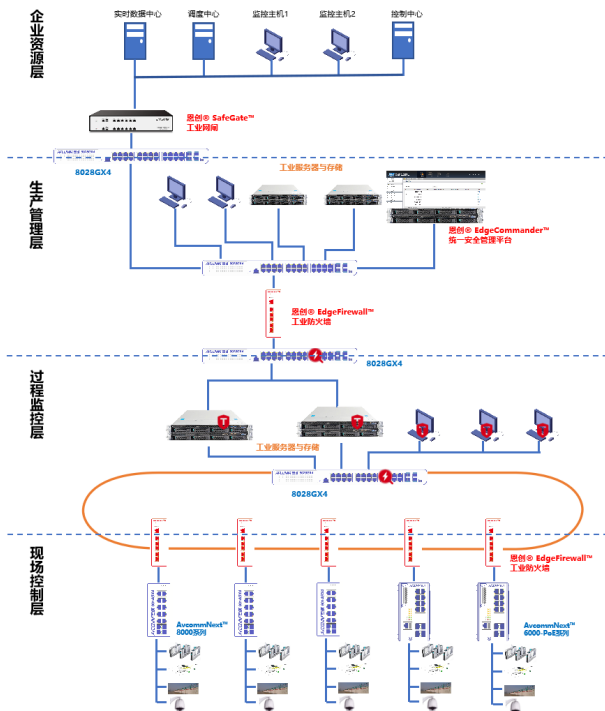 企业资源层
实时数据中心
调度中心
监控主机1
监控主机2
控制中心
恩创® SafeGate™
工业网闸
8028GX4
工业服务器与存储
生产管理层
恩创® EdgeCommander™
统一安全管理平台
恩创® EdgeFirewall™
工业防火墙
8028GX4
过程监控层
工业服务器与存储
8028GX4
现场控制层
恩创® EdgeFirewall™
工业防火墙
AvcommNext™
8000系列
AvcommNext™
6000-PoE系列